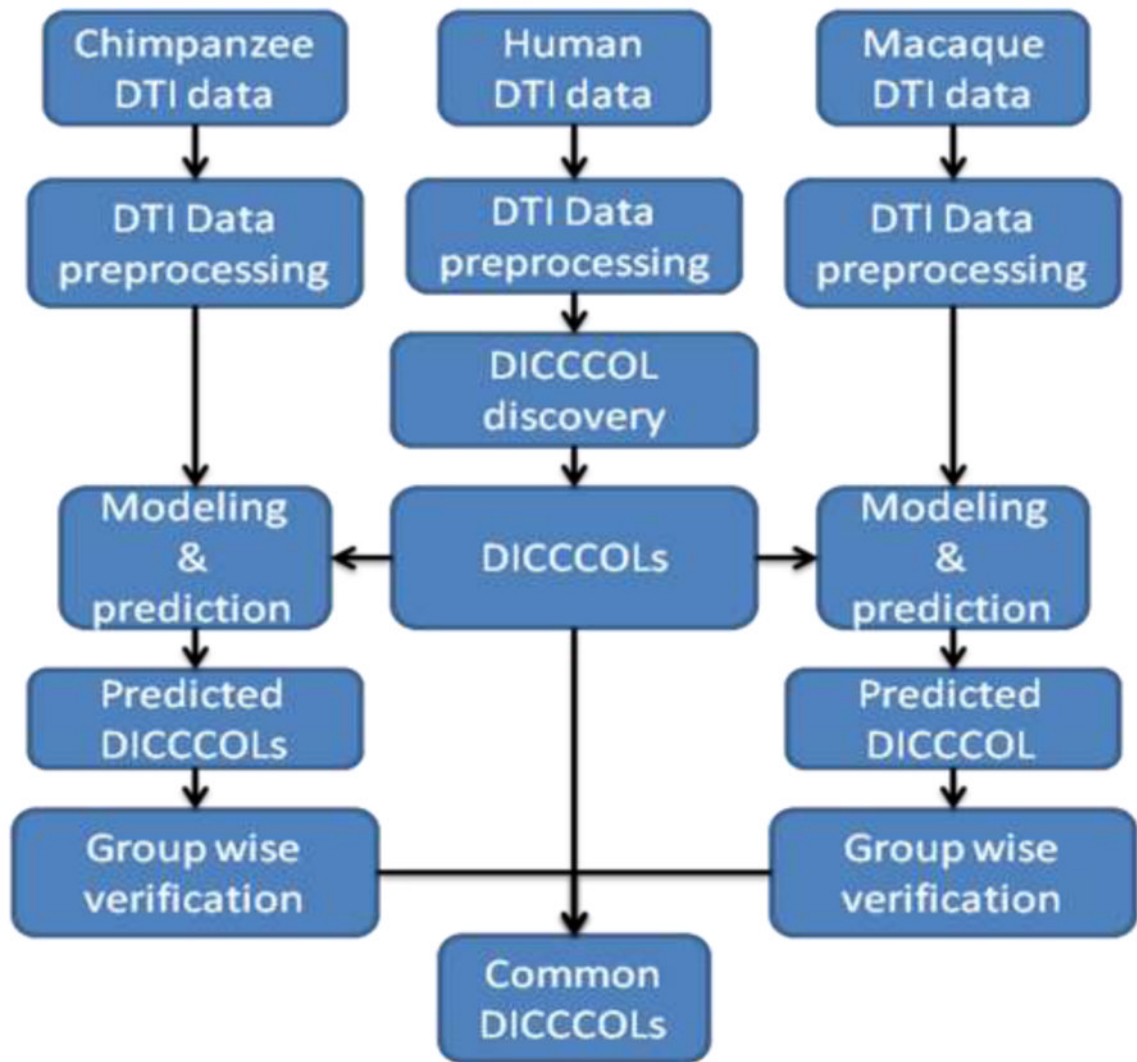 Chimpanzee
DTI data
Human
DTI data
Macaque
DTI data
DTI Data
preprocessing
DTI Data
preprocessing
DTI Data
preprocessing
DICCCOL
discovery
Modeling
&
prediction
DICCCOLs
Modeling
&
prediction
Predicted
DICCCOLs
Predicted
DICCCOL
Group wise
verification
Group wise
verification
Common
DICCCOLs